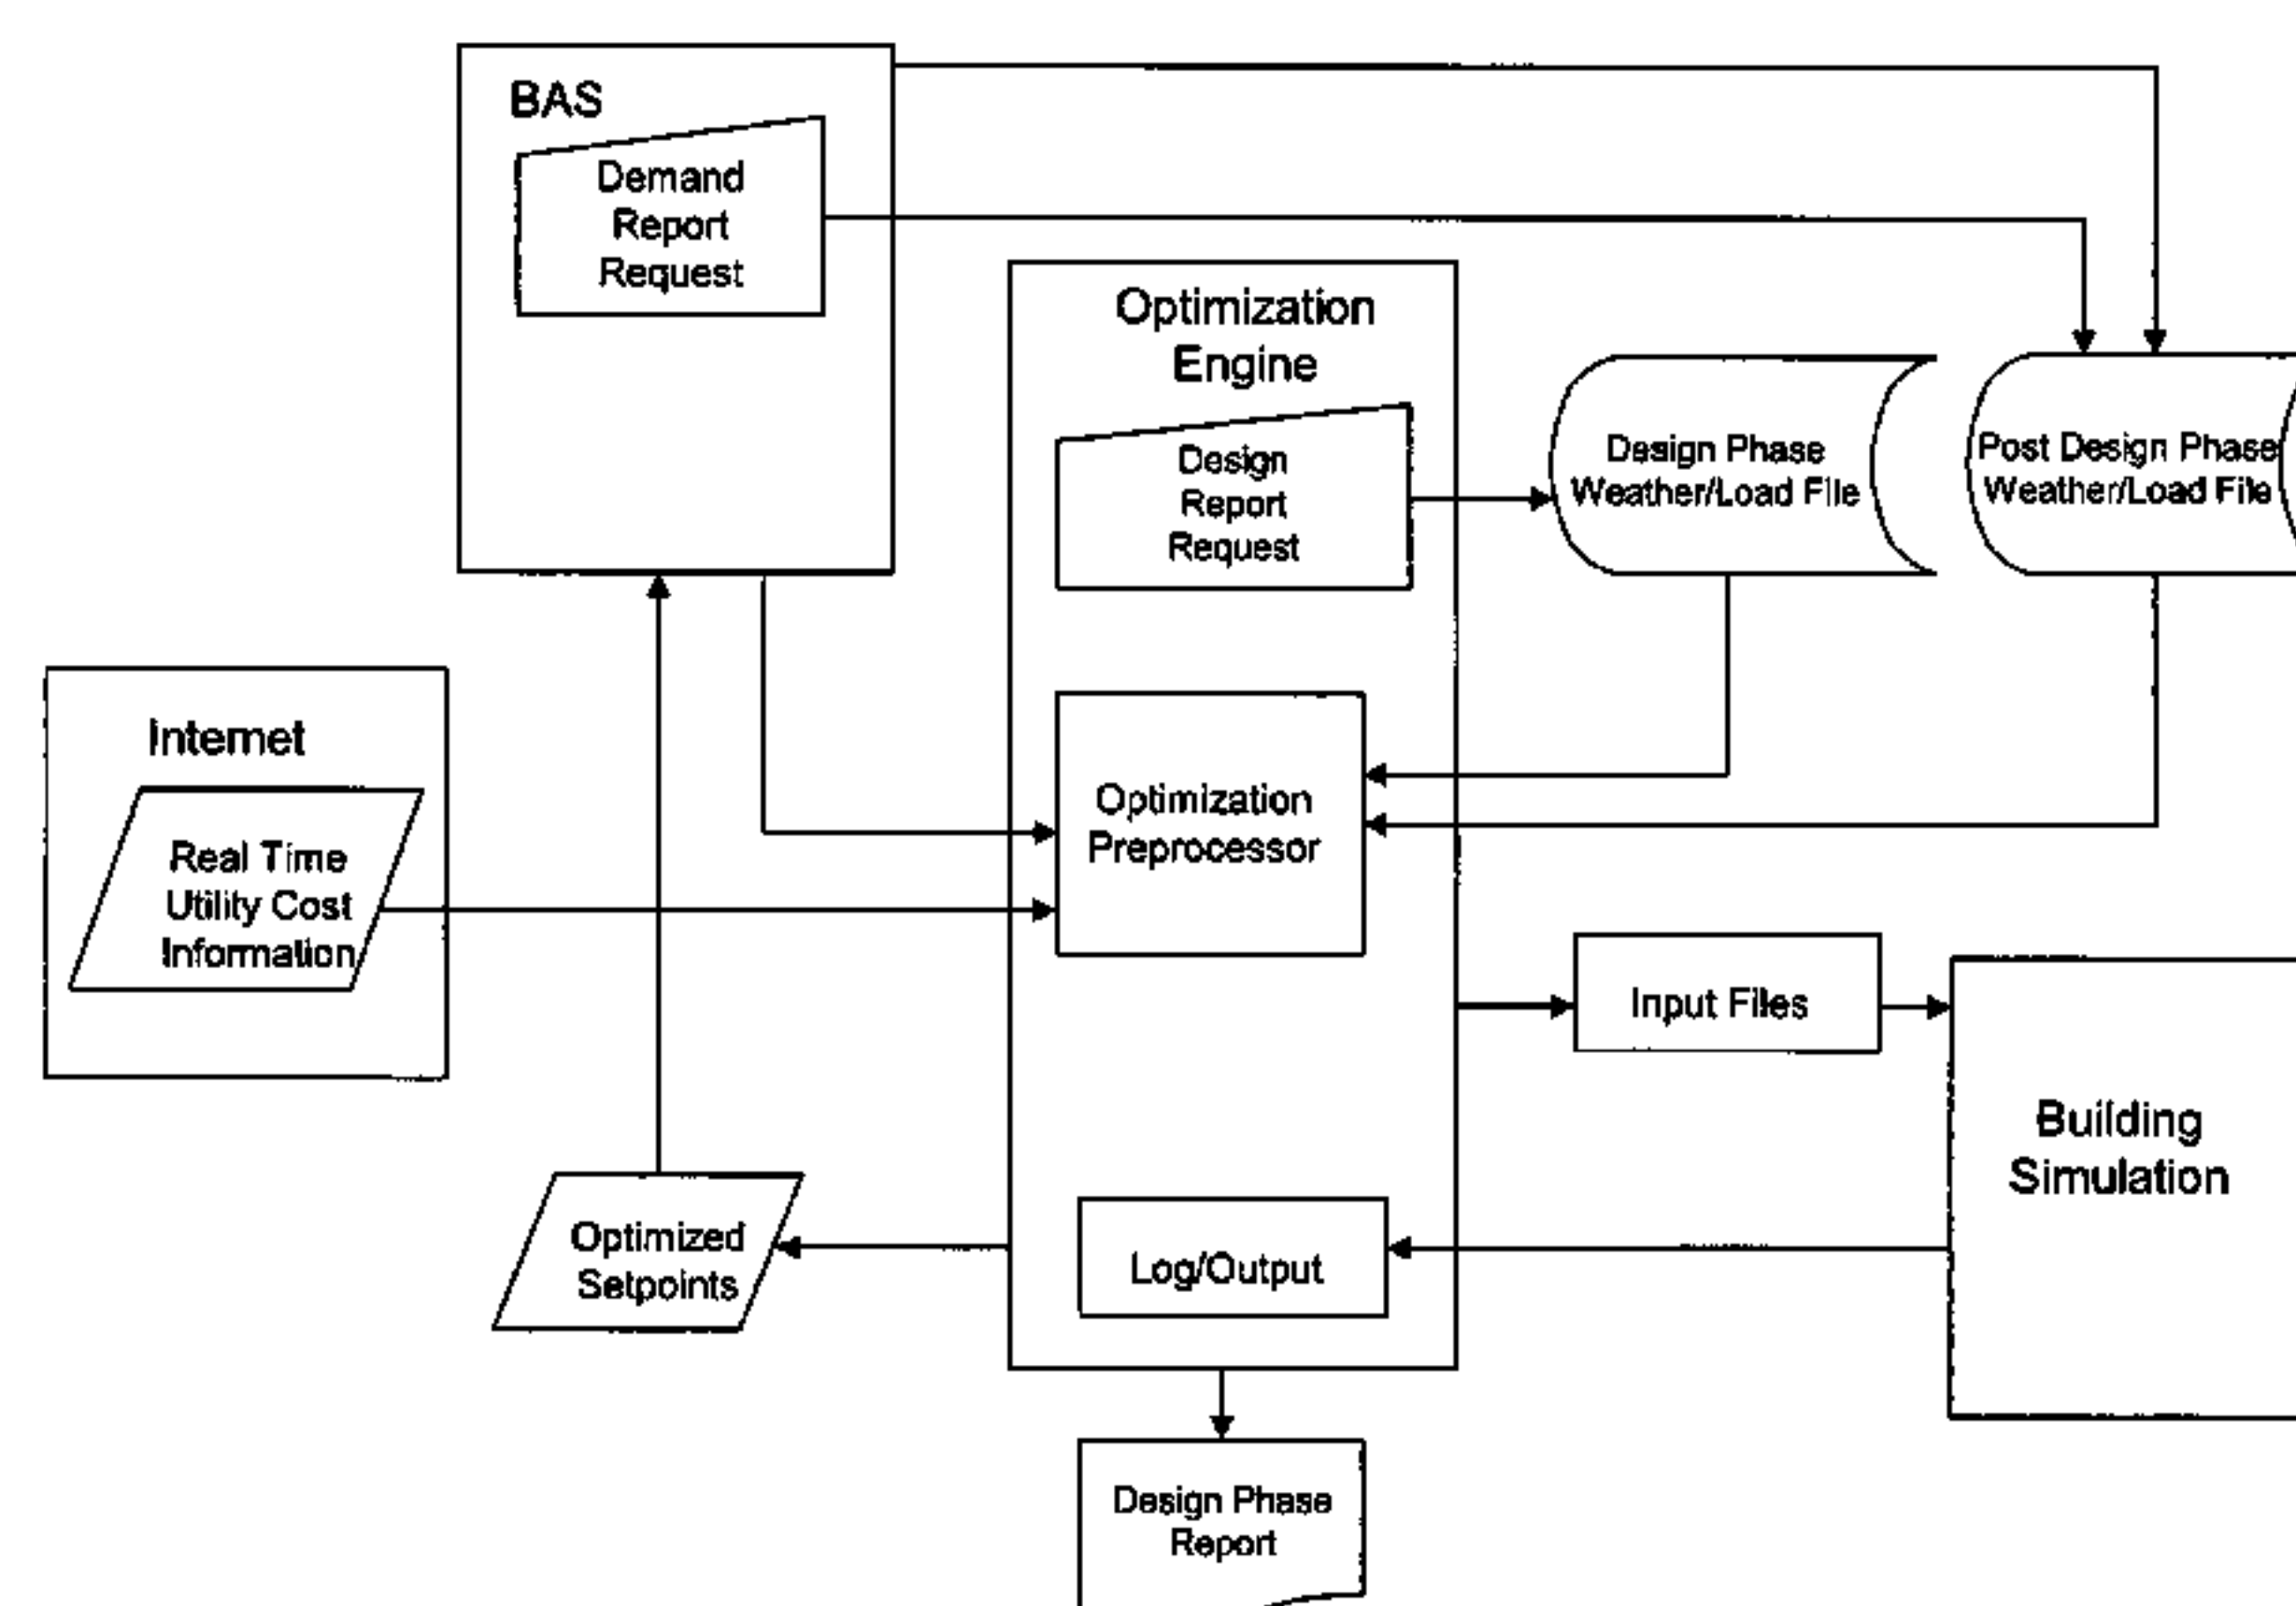 BAS
Demand
Report
Request
Optimization
Engine
Design
Report
Request
Design Phase
Weather/Load File
Post Design Phase
Weather/Load File
Internet
Real Time
Utility Cost
Information
Optimization
Preprocessor
Input Files
Building
Simulation
Optimized
Setpoints
Log/Output
Design Phase
Report